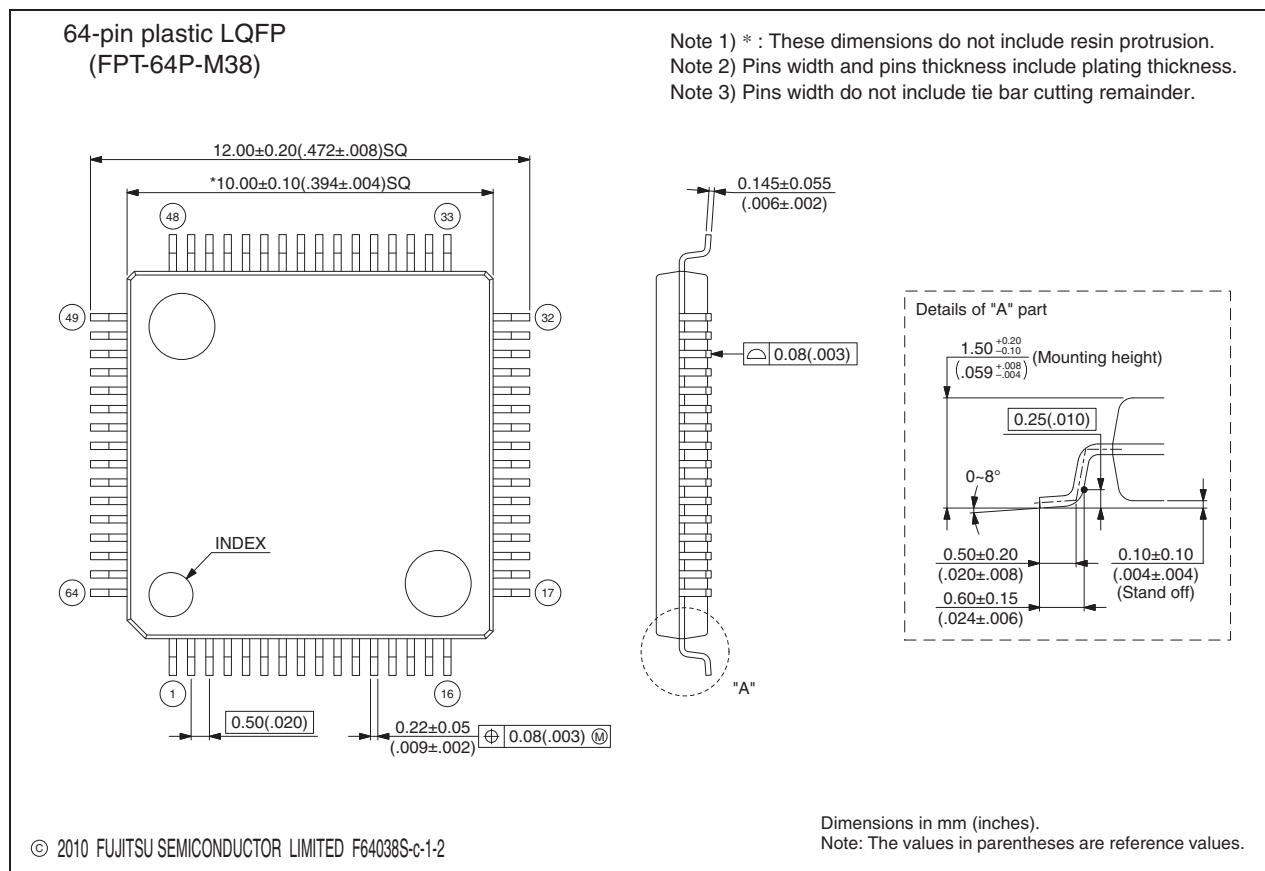 64-pin plastic LQFP
(FPT-64P-M38)
Note 1) * : These dimensions do not include resin protrusion.
Note 2) Pins width and pins thickness include plating thickness.
Note 3) Pins width do not include tie bar cutting remainder.
12.00±0.20(.472±.008)SQ
*10.00±0.10(.394±.004)SQ
48
33
49
32
INDEX
64
17
1
16
0.50(.020)
0.22±0.05
(.009±.002)
⌖ 0.08(.003) Ⓜ
0.145±0.055
(.006±.002)
⌓ 0.08(.003)
"A"
Details of "A" part
1.50 +0.20 −0.10 (Mounting height)
(.059 +.008 −.004)
0.25(.010)
0~8°
0.50±0.20
(.020±.008)
0.60±0.15
(.024±.006)
0.10±0.10
(.004±.004)
(Stand off)
© 2010 FUJITSU SEMICONDUCTOR LIMITED F64038S-c-1-2
Dimensions in mm (inches).
Note: The values in parentheses are reference values.